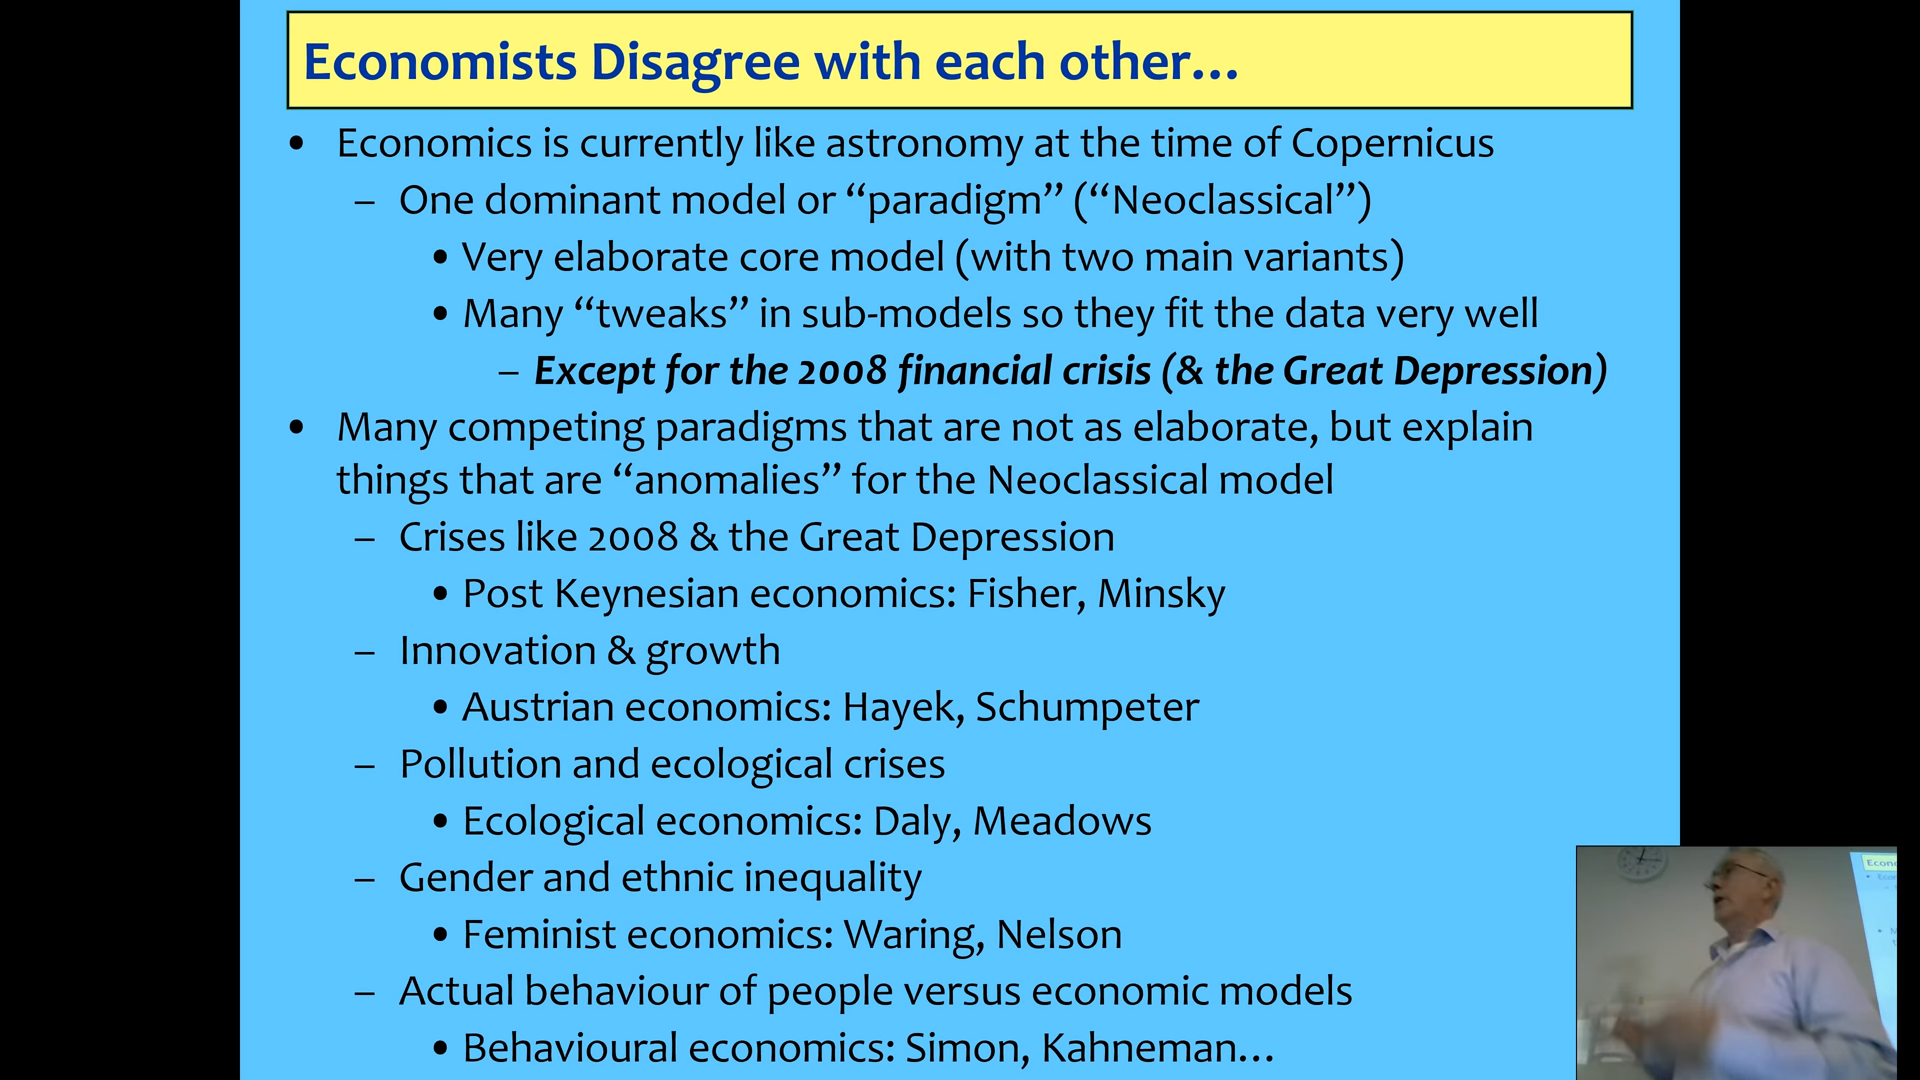 Economists Disagree with each other…
• Economics is currently like astronomy at the time of Copernicus
– One dominant model or “paradigm” (“Neoclassical”)
• Very elaborate core model (with two main variants)
• Many “tweaks” in sub-models so they fit the data very well
– Except for the 2008 financial crisis (& the Great Depression)
• Many competing paradigms that are not as elaborate, but explain
things that are “anomalies” for the Neoclassical model
– Crises like 2008 & the Great Depression
• Post Keynesian economics: Fisher, Minsky
– Innovation & growth
• Austrian economics: Hayek, Schumpeter
– Pollution and ecological crises
• Ecological economics: Daly, Meadows
– Gender and ethnic inequality
• Feminist economics: Waring, Nelson
– Actual behaviour of people versus economic models
• Behavioural economics: Simon, Kahneman…